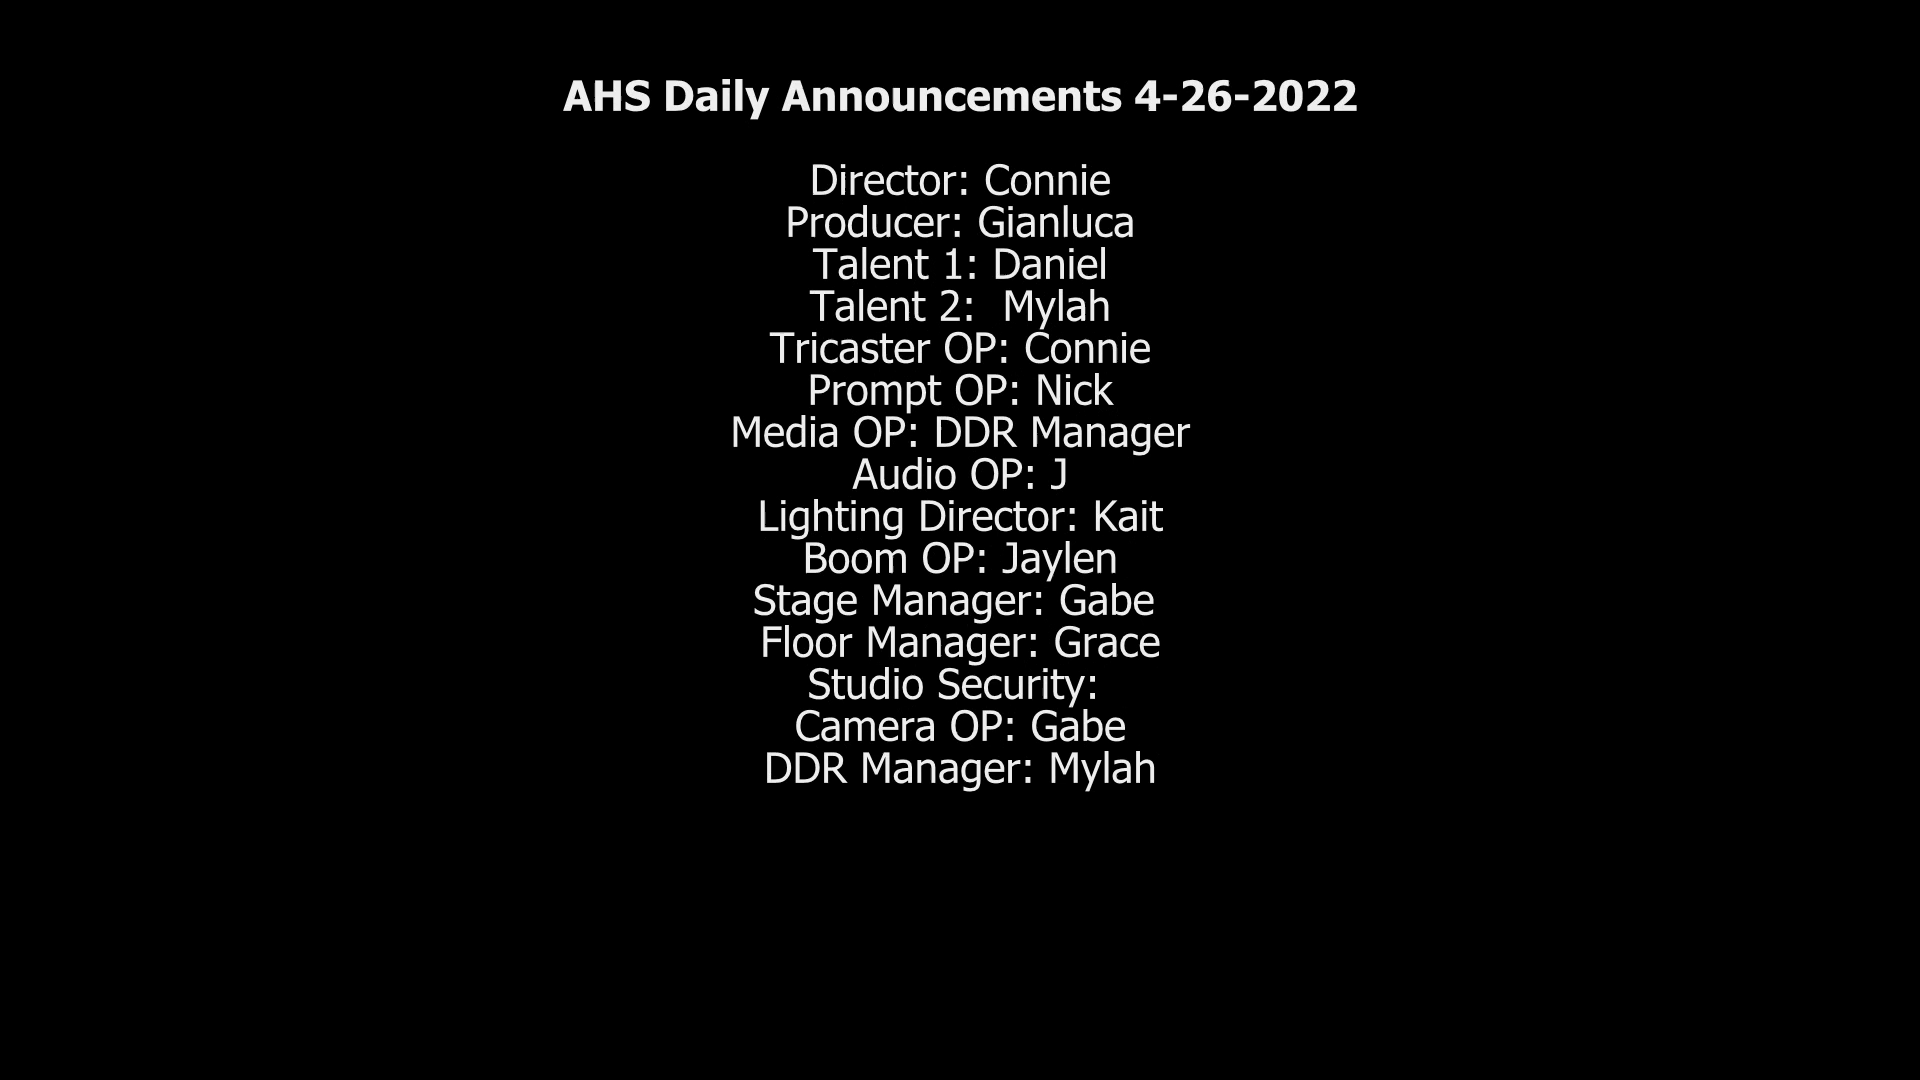 AHS Daily Announcements 4-26-2022
Director: Connie
Producer: Gianluca
Talent 1: Daniel
Talent 2:  Mylah
Tricaster OP: Connie
Prompt OP: Nick
Media OP: DDR Manager
Audio OP: J
Lighting Director: Kait
Boom OP: Jaylen
Stage Manager: Gabe
Floor Manager: Grace
Studio Security:
Camera OP: Gabe
DDR Manager: Mylah